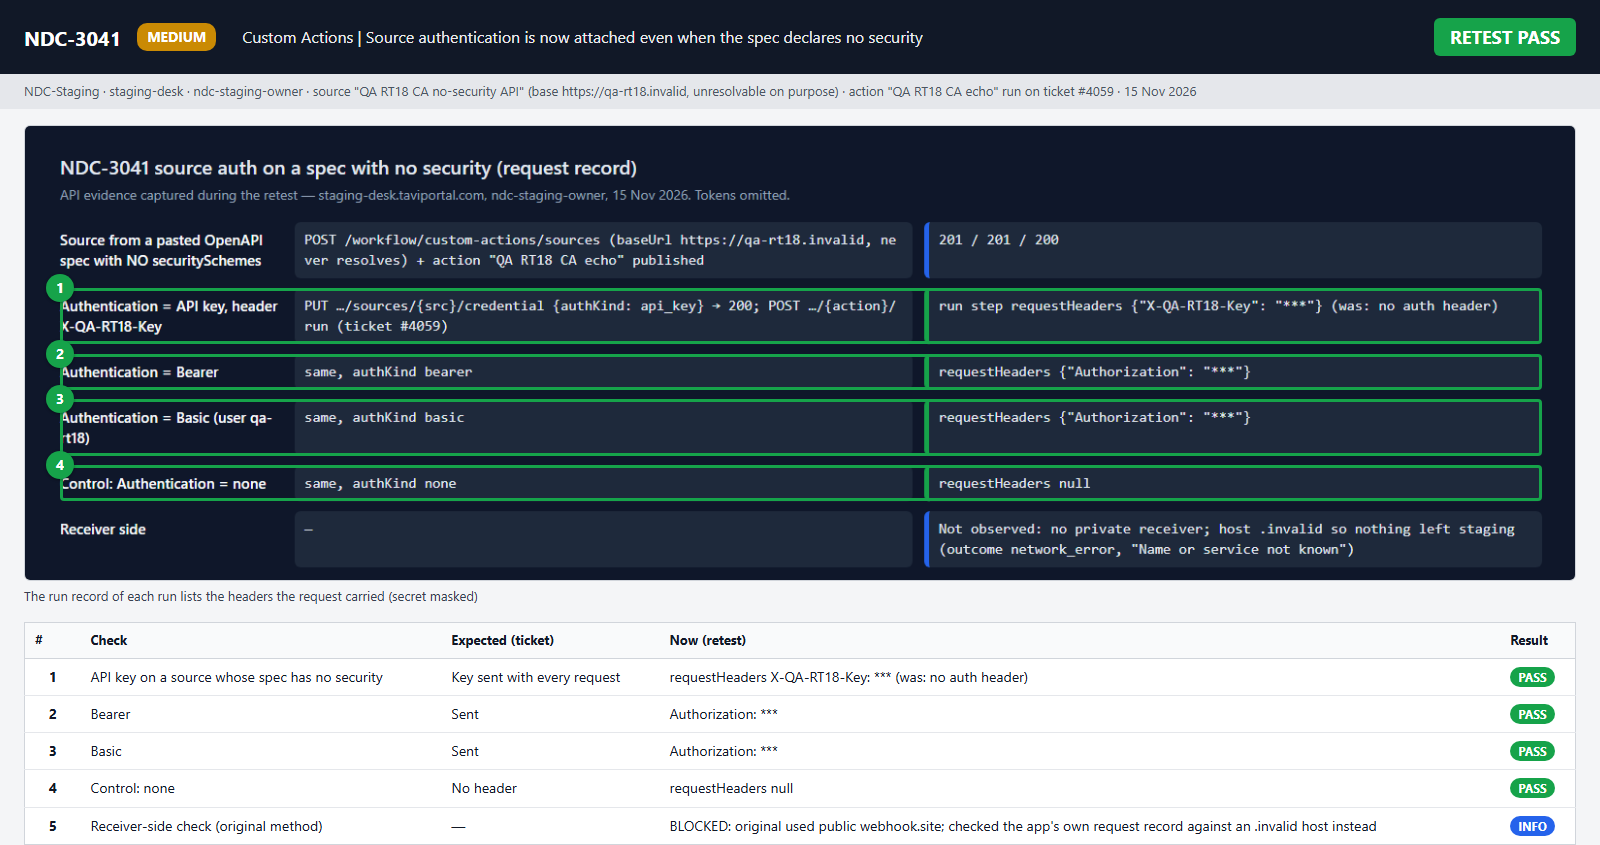 NDC-3041 MEDIUM Custom Actions | Source authentication is now attached even when the spec declares no security RETEST PASS
NDC-Staging · staging-desk · ndc-staging-owner · source "QA RT18 CA no-security API" (base https://qa-rt18.invalid, unresolvable on purpose) · action "QA RT18 CA echo" run on ticket #4059 · 15 Nov 2026
NDC-3041 source auth on a spec with no security (request record)
API evidence captured during the retest — staging-desk.taviportal.com, ndc-staging-owner, 15 Nov 2026. Tokens omitted.
Source from a pasted OpenAPI
spec with NO securitySchemes
POST /workflow/custom-actions/sources (baseUrl https://qa-rt18.invalid, ne
ver resolves) + action "QA RT18 CA echo" published
201 / 201 / 200
1
Authentication = API key, header
X-QA-RT18-Key
PUT …/sources/{src}/credential {authKind: api_key} → 200; POST …/{action}/
run (ticket #4059)
run step requestHeaders {"X-QA-RT18-Key": "***"} (was: no auth header)
2
Authentication = Bearer
same, authKind bearer
requestHeaders {"Authorization": "***"}
3
Authentication = Basic (user qa-
rt18)
same, authKind basic
requestHeaders {"Authorization": "***"}
4
Control: Authentication = none
same, authKind none
requestHeaders null
Receiver side
—
Not observed: no private receiver; host .invalid so nothing left staging
(outcome network_error, "Name or service not known")
The run record of each run lists the headers the request carried (secret masked)
# Check Expected (ticket) Now (retest) Result
1 API key on a source whose spec has no security Key sent with every request requestHeaders X-QA-RT18-Key: *** (was: no auth header) PASS
2 Bearer Sent Authorization: *** PASS
3 Basic Sent Authorization: *** PASS
4 Control: none No header requestHeaders null PASS
5 Receiver-side check (original method) — BLOCKED: original used public webhook.site; checked the app's own request record against an .invalid host instead INFO